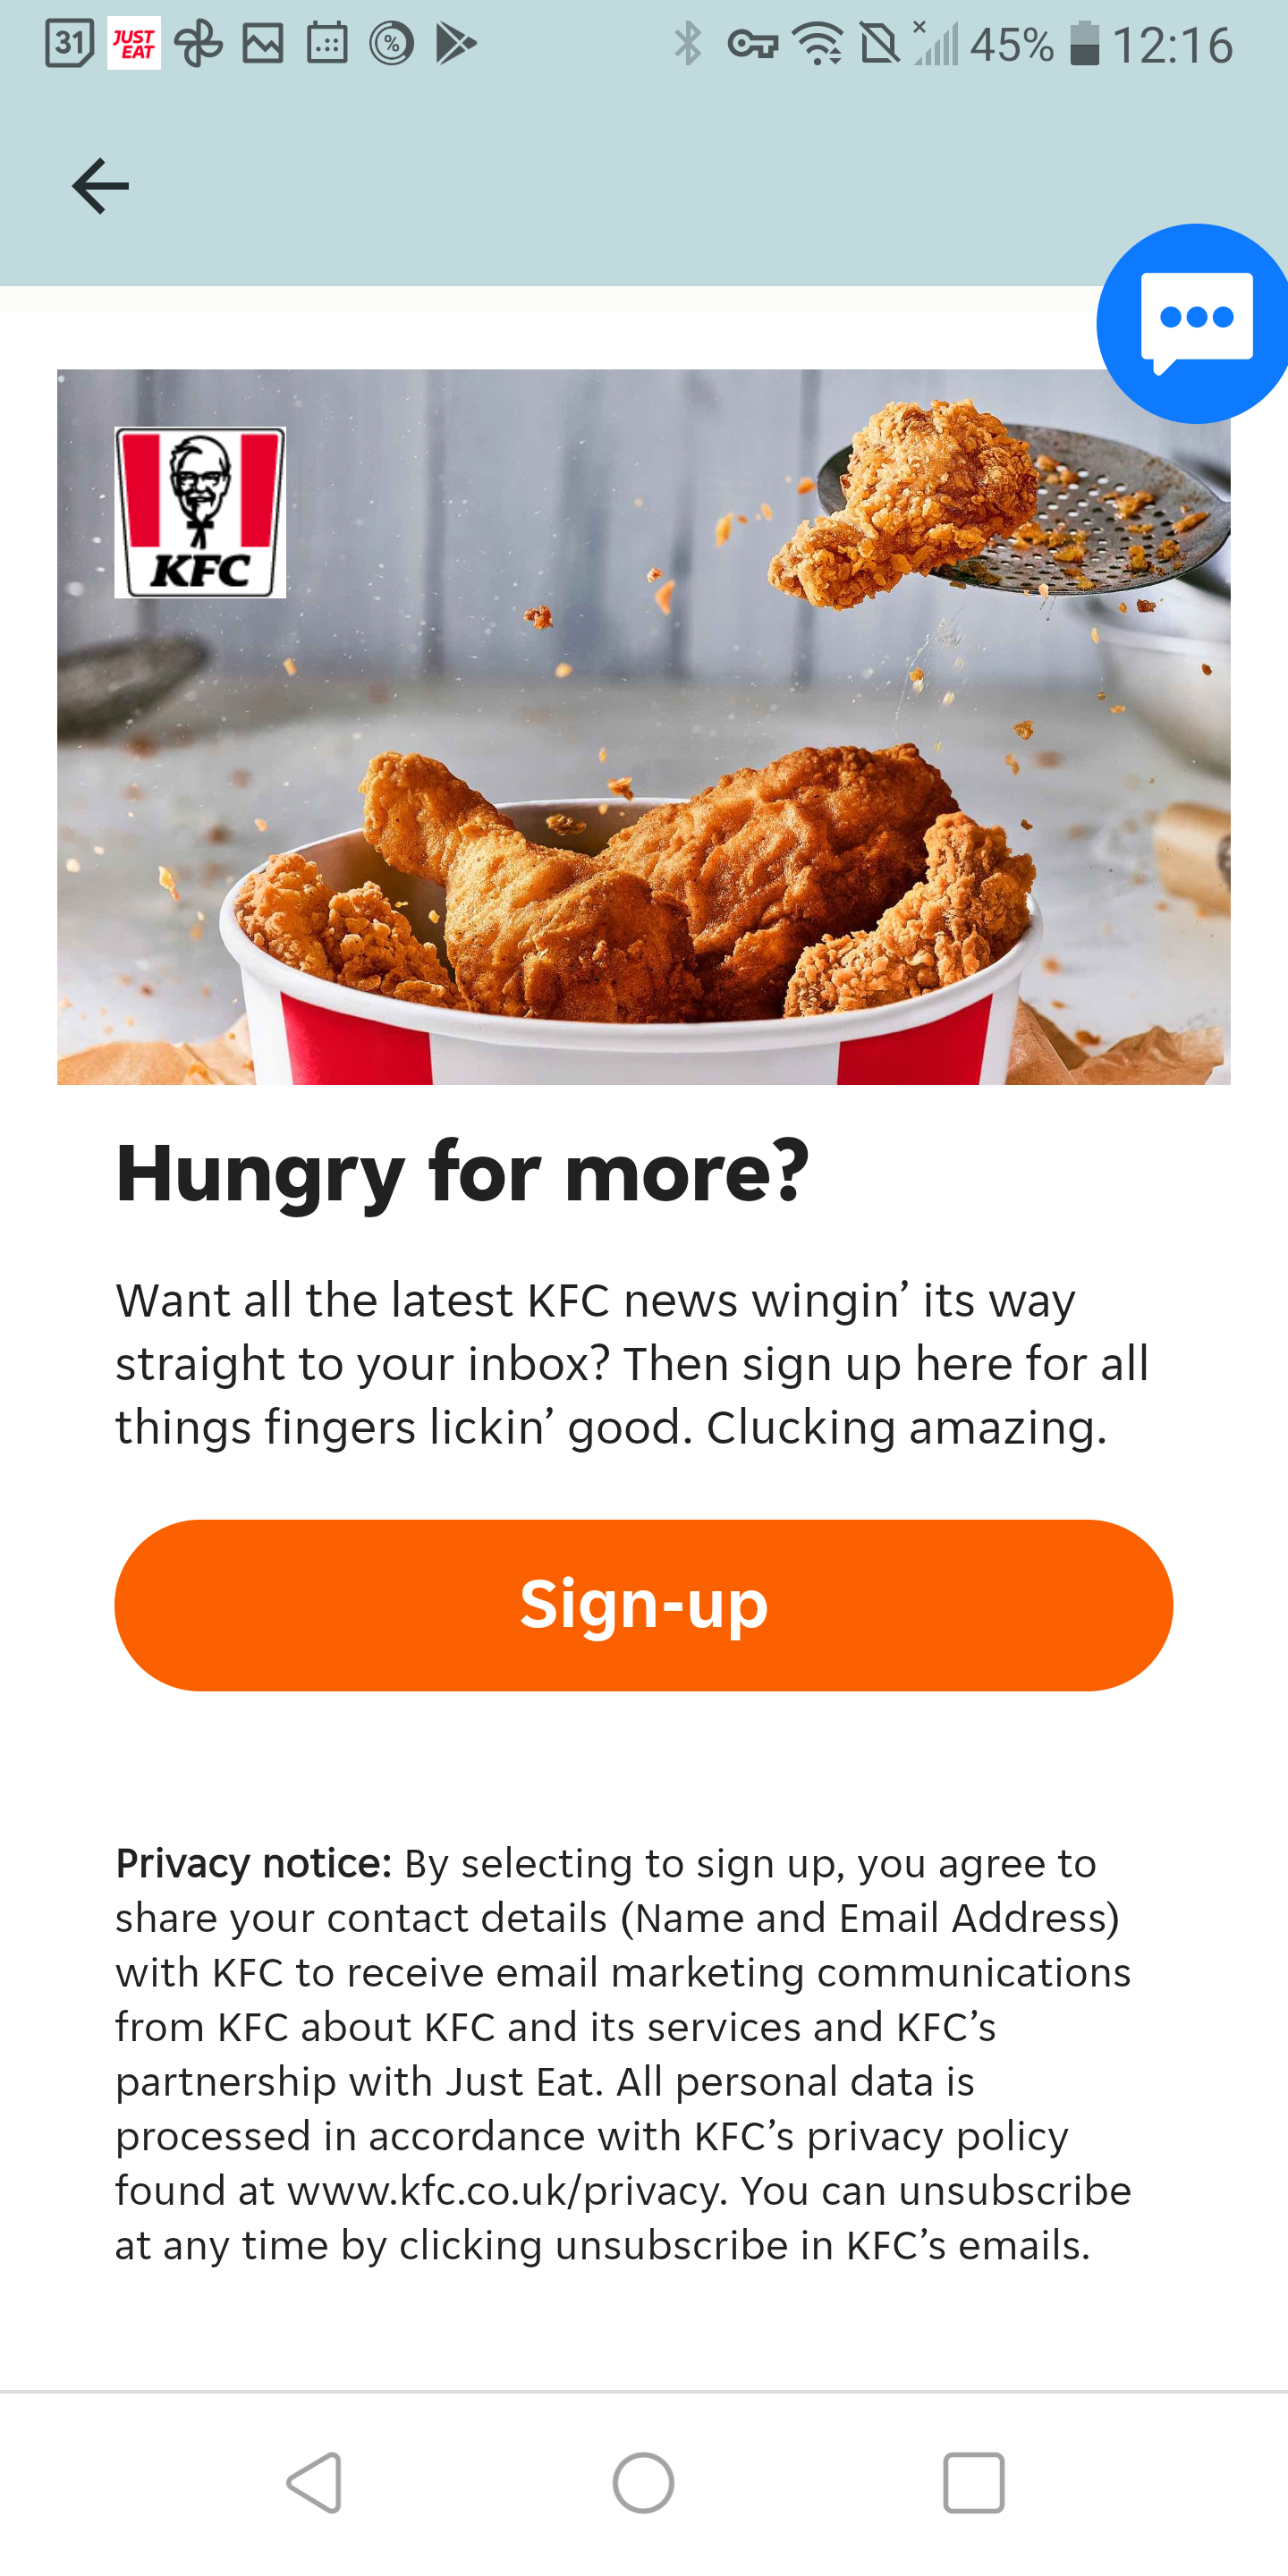 31 JUST EAT % 45% 12:16
KFC
Hungry for more?
Want all the latest KFC news wingin’ its way
straight to your inbox? Then sign up here for all
things fingers lickin’ good. Clucking amazing.
Sign-up
Privacy notice: By selecting to sign up, you agree to
share your contact details (Name and Email Address)
with KFC to receive email marketing communications
from KFC about KFC and its services and KFC’s
partnership with Just Eat. All personal data is
processed in accordance with KFC’s privacy policy
found at www.kfc.co.uk/privacy. You can unsubscribe
at any time by clicking unsubscribe in KFC’s emails.